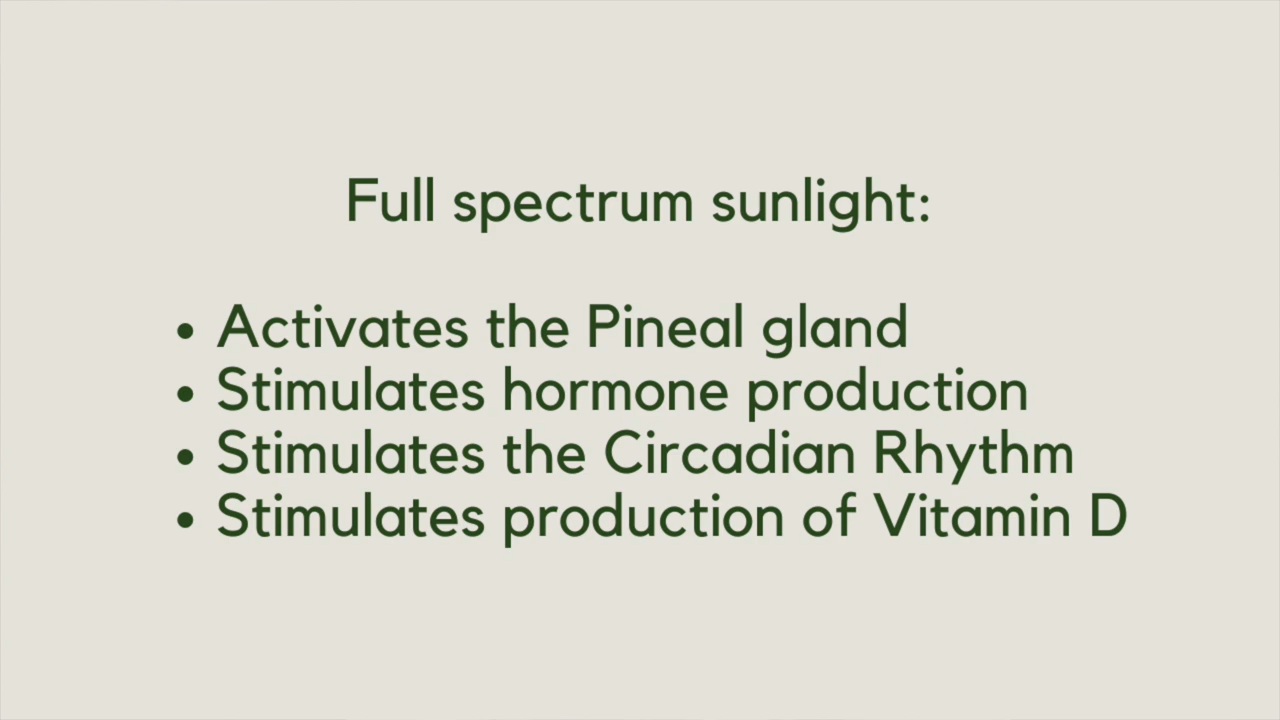 Full spectrum sunlight:
• Activates the Pineal gland
• Stimulates hormone production
• Stimulates the Circadian Rhythm
• Stimulates production of Vitamin D